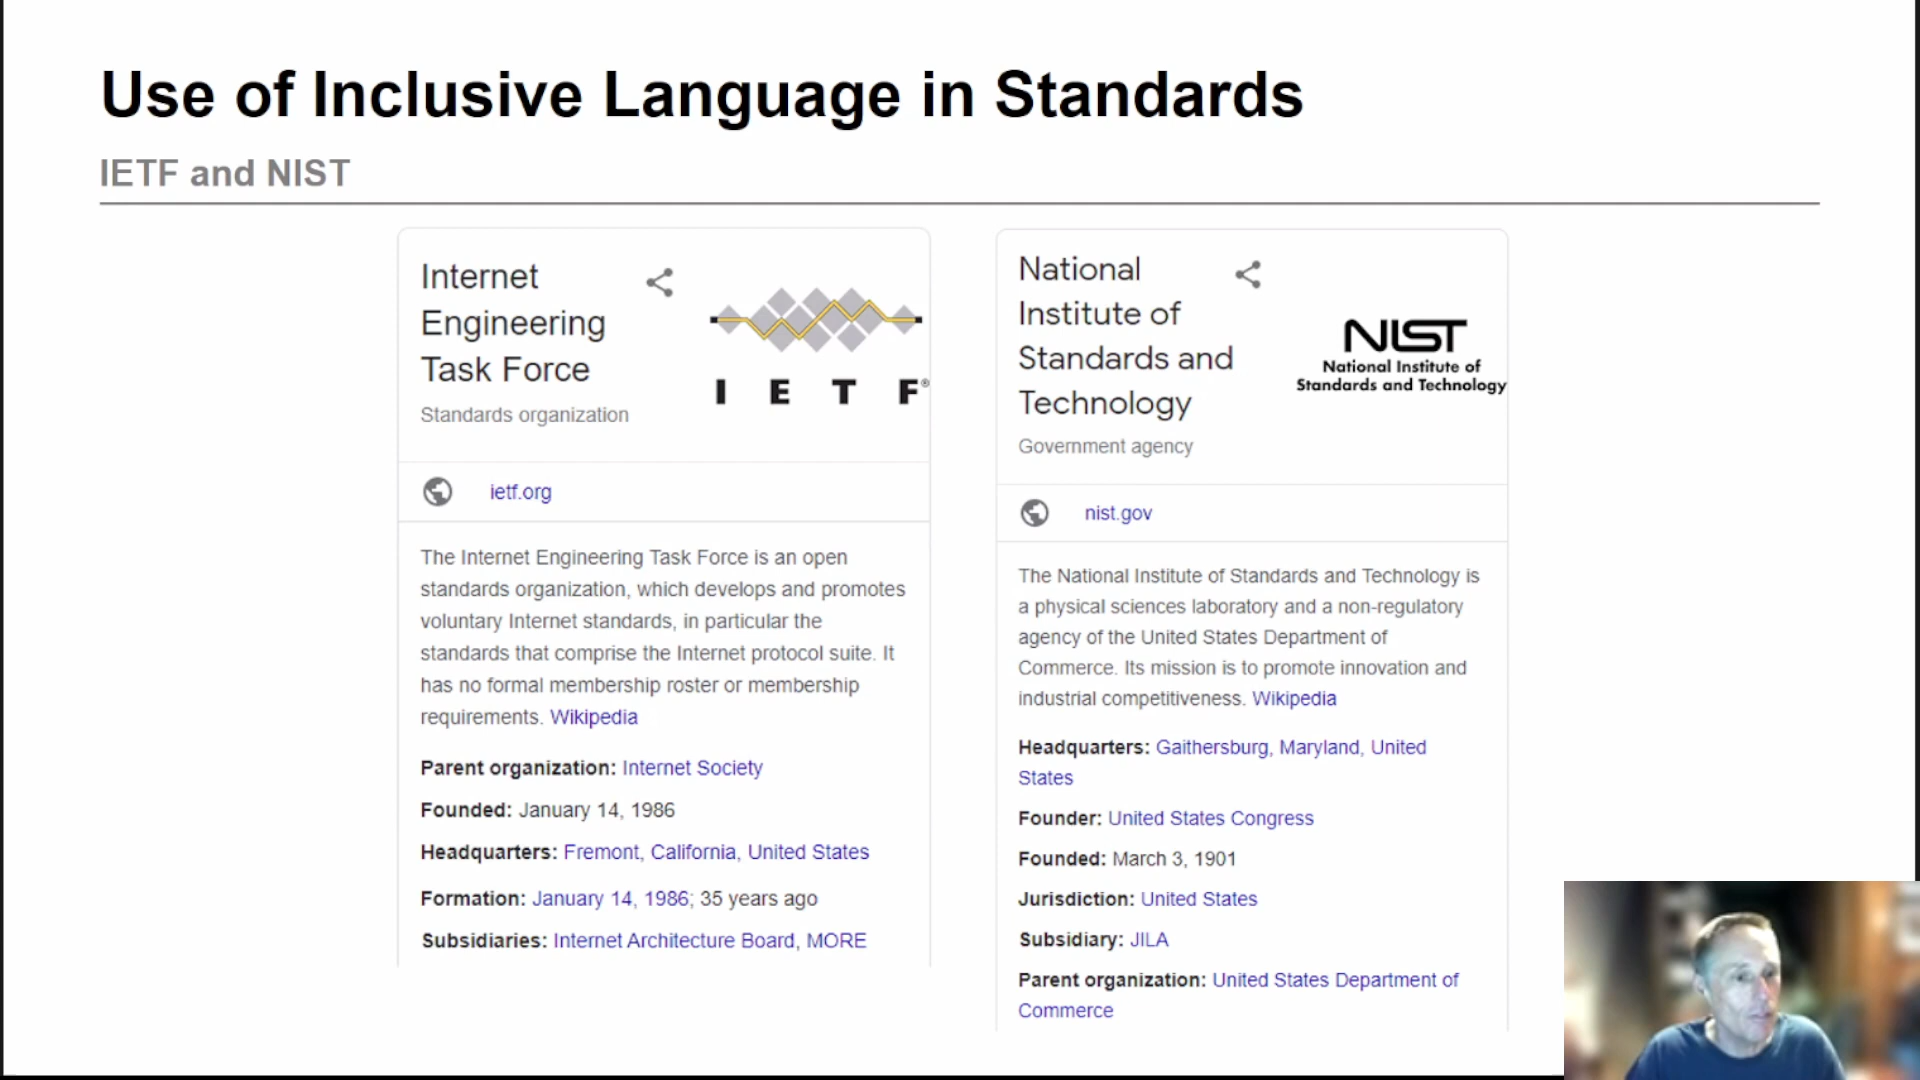 Use of Inclusive Language in Standards
IETF and NIST
Internet
Engineering
Task Force
Standards organization
I E T F®
ietf.org
The Internet Engineering Task Force is an open
standards organization, which develops and promotes
voluntary Internet standards, in particular the
standards that comprise the Internet protocol suite. It
has no formal membership roster or membership
requirements. Wikipedia
Parent organization: Internet Society
Founded: January 14, 1986
Headquarters: Fremont, California, United States
Formation: January 14, 1986; 35 years ago
Subsidiaries: Internet Architecture Board, MORE
National
Institute of
Standards and
Technology
Government agency
NIST
National Institute of
Standards and Technology
nist.gov
The National Institute of Standards and Technology is
a physical sciences laboratory and a non-regulatory
agency of the United States Department of
Commerce. Its mission is to promote innovation and
industrial competitiveness. Wikipedia
Headquarters: Gaithersburg, Maryland, United
States
Founder: United States Congress
Founded: March 3, 1901
Jurisdiction: United States
Subsidiary: JILA
Parent organization: United States Department of
Commerce